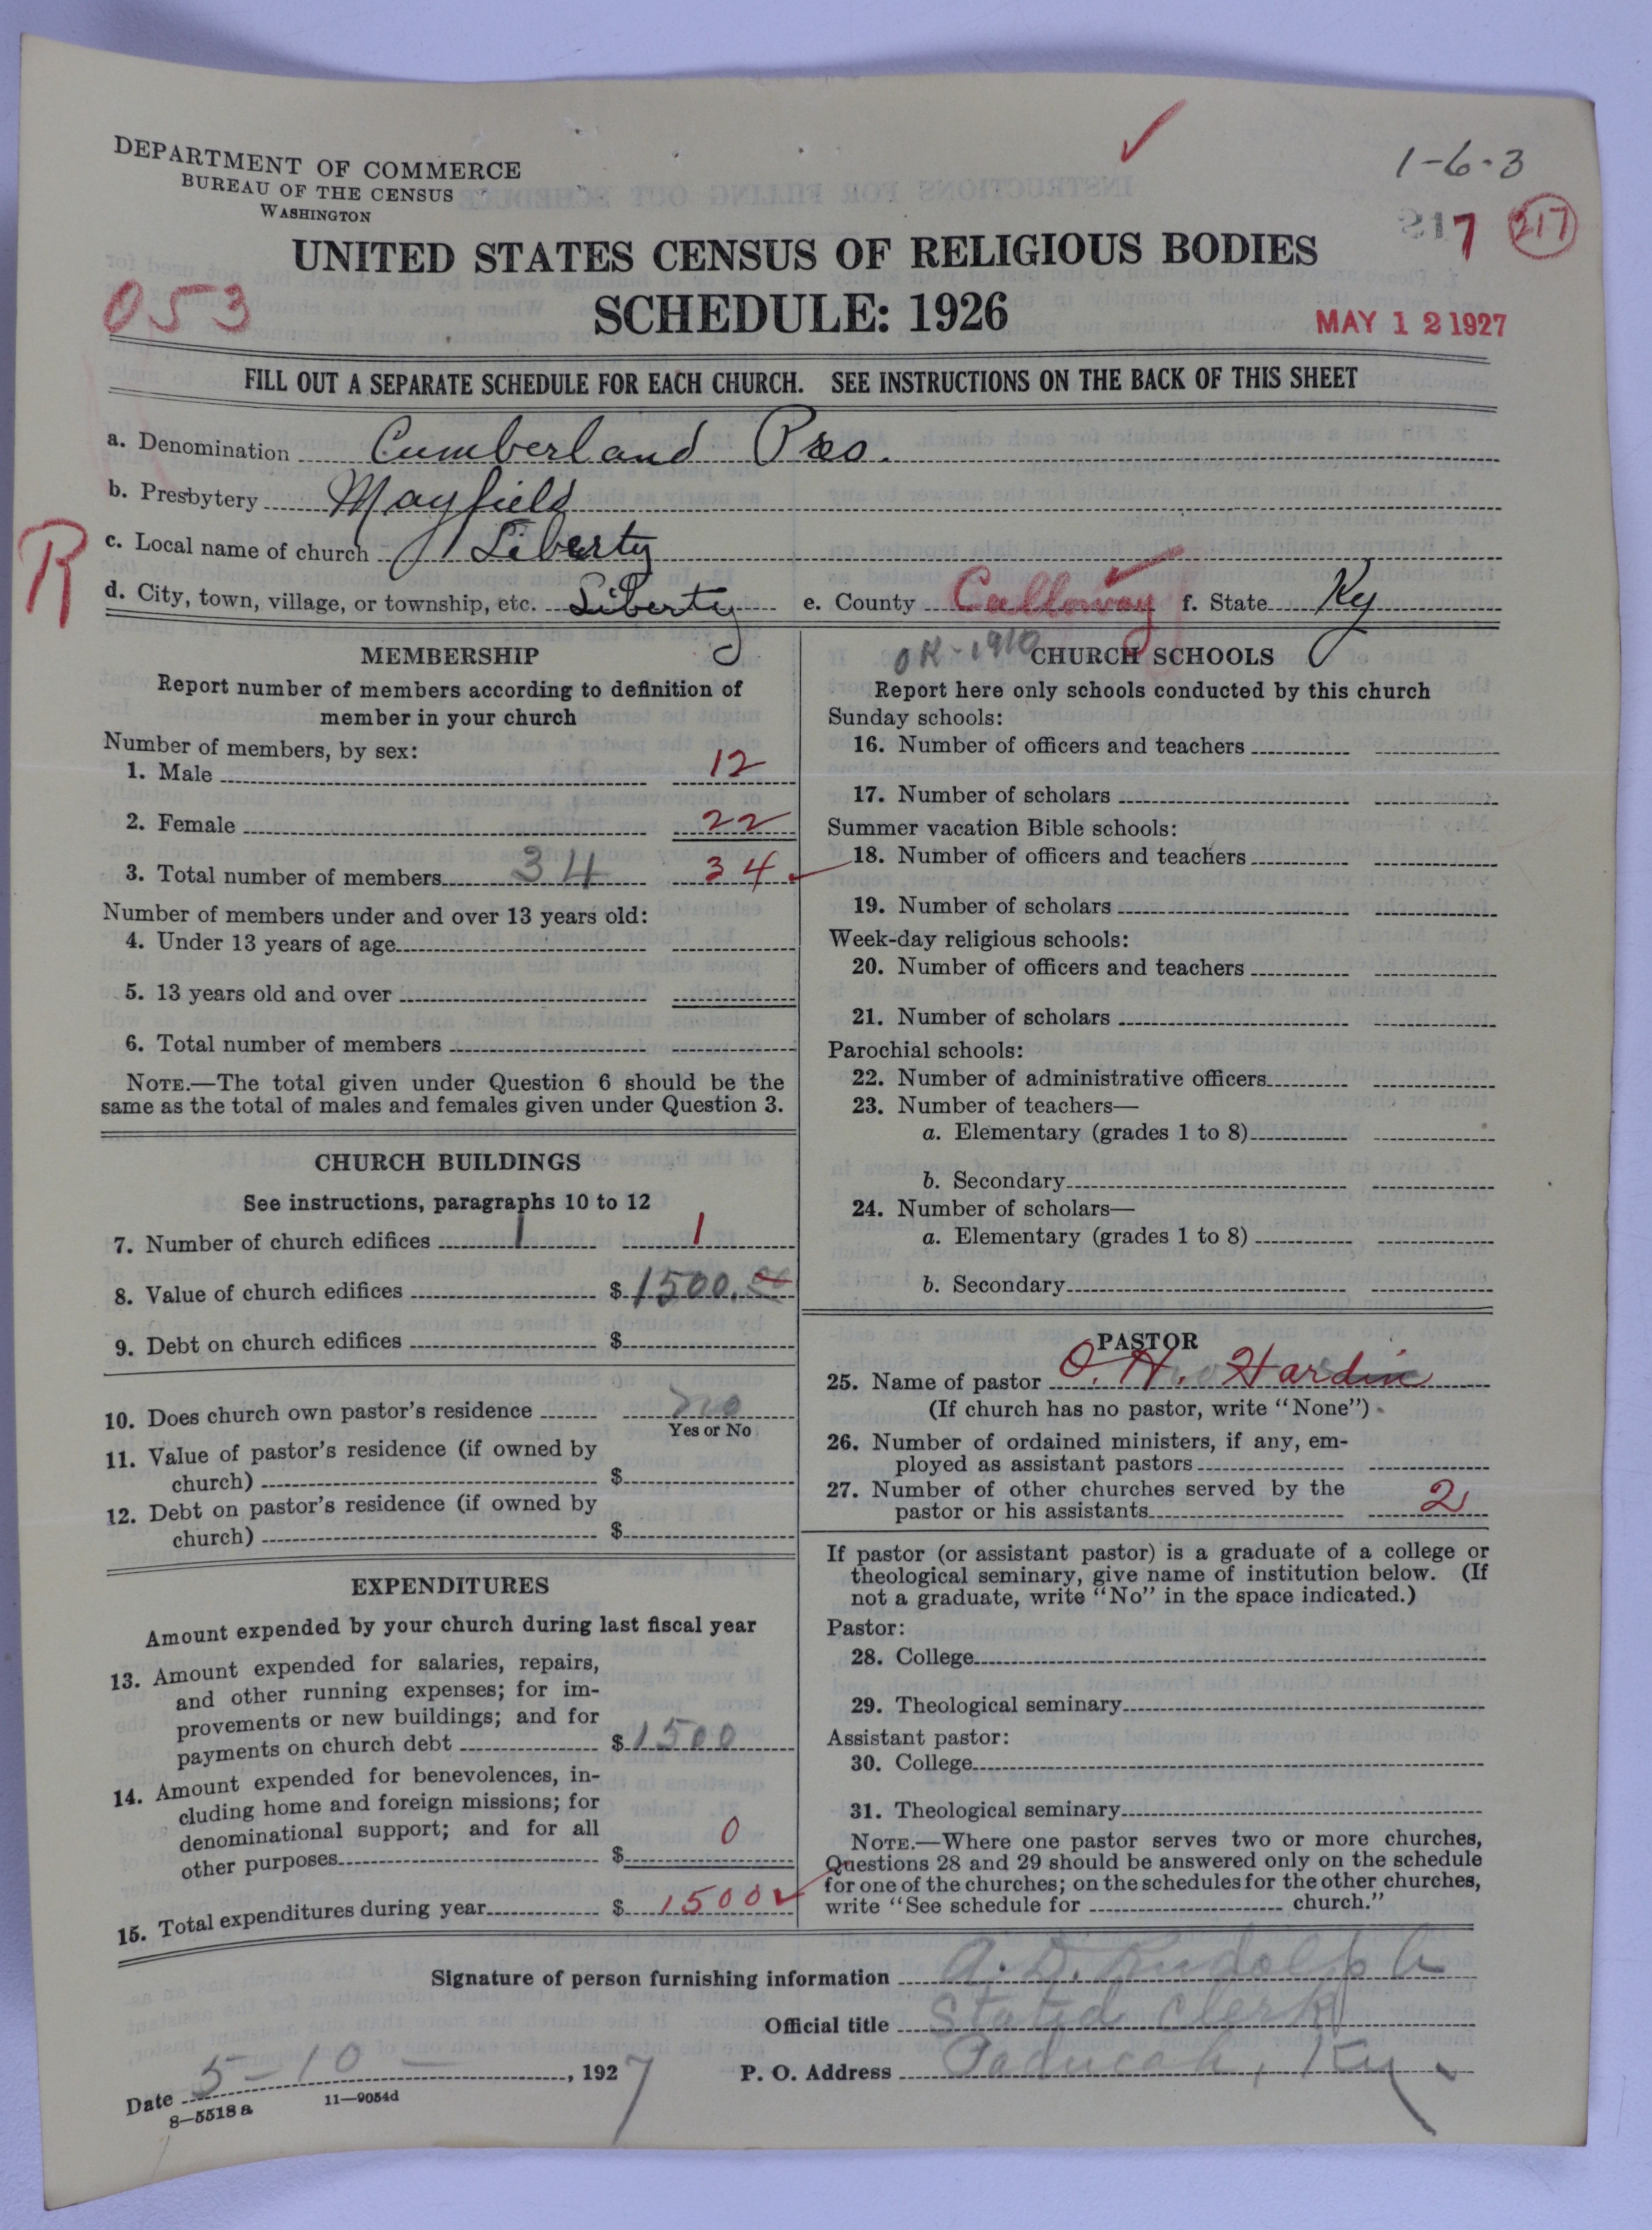 DEPARTMENT OF COMMERCE
BUREAU OF THE CENSUS
WASHINGTON
1-6-3
217 217
UNITED STATES CENSUS OF RELIGIOUS BODIES
053
SCHEDULE: 1926
MAY 12 1927
FILL OUT A SEPARATE SCHEDULE FOR EACH CHURCH. SEE INSTRUCTIONS ON THE BACK OF THIS SHEET
a. Denomination Cumberland Pres.
b. Presbytery Mayfield
R
c. Local name of church Liberty
d. City, town, village, or township, etc. Liberty e. County Calloway f. State Ky
MEMBERSHIP
Report number of members according to definition of
member in your church
Number of members, by sex:
1. Male 12
2. Female 22
3. Total number of members 34 34
Number of members under and over 13 years old:
4. Under 13 years of age
5. 13 years old and over
6. Total number of members
NOTE.—The total given under Question 6 should be the
same as the total of males and females given under Question 3.
CHURCH BUILDINGS
See instructions, paragraphs 10 to 12
7. Number of church edifices 1 1
8. Value of church edifices $1500.00
9. Debt on church edifices $
10. Does church own pastor's residence no
Yes or No
11. Value of pastor's residence (if owned by
church) $
12. Debt on pastor's residence (if owned by
church) $
EXPENDITURES
Amount expended by your church during last fiscal year
13. Amount expended for salaries, repairs,
and other running expenses; for im-
provements or new buildings; and for
payments on church debt $1500
14. Amount expended for benevolences, in-
cluding home and foreign missions; for
denominational support; and for all
other purposes $ 0
15. Total expenditures during year $ 1500
OK-1910
CHURCH SCHOOLS
Report here only schools conducted by this church
Sunday schools:
16. Number of officers and teachers
17. Number of scholars
Summer vacation Bible schools:
18. Number of officers and teachers
19. Number of scholars
Week-day religious schools:
20. Number of officers and teachers
21. Number of scholars
Parochial schools:
22. Number of administrative officers
23. Number of teachers—
a. Elementary (grades 1 to 8)
b. Secondary
24. Number of scholars—
a. Elementary (grades 1 to 8)
b. Secondary
PASTOR
25. Name of pastor O. H. Hardin
(If church has no pastor, write "None")
26. Number of ordained ministers, if any, em-
ployed as assistant pastors
27. Number of other churches served by the
pastor or his assistants 2
If pastor (or assistant pastor) is a graduate of a college or
theological seminary, give name of institution below. (If
not a graduate, write "No" in the space indicated.)
Pastor:
28. College
29. Theological seminary
Assistant pastor:
30. College
31. Theological seminary
NOTE.—Where one pastor serves two or more churches,
Questions 28 and 29 should be answered only on the schedule
for one of the churches; on the schedules for the other churches,
write "See schedule for church."
Signature of person furnishing information A. D. Rudolph
Official title Stated Clerk
Date 5-10-, 1927 P. O. Address Paducah, Ky.
8—5518a 11—9054d